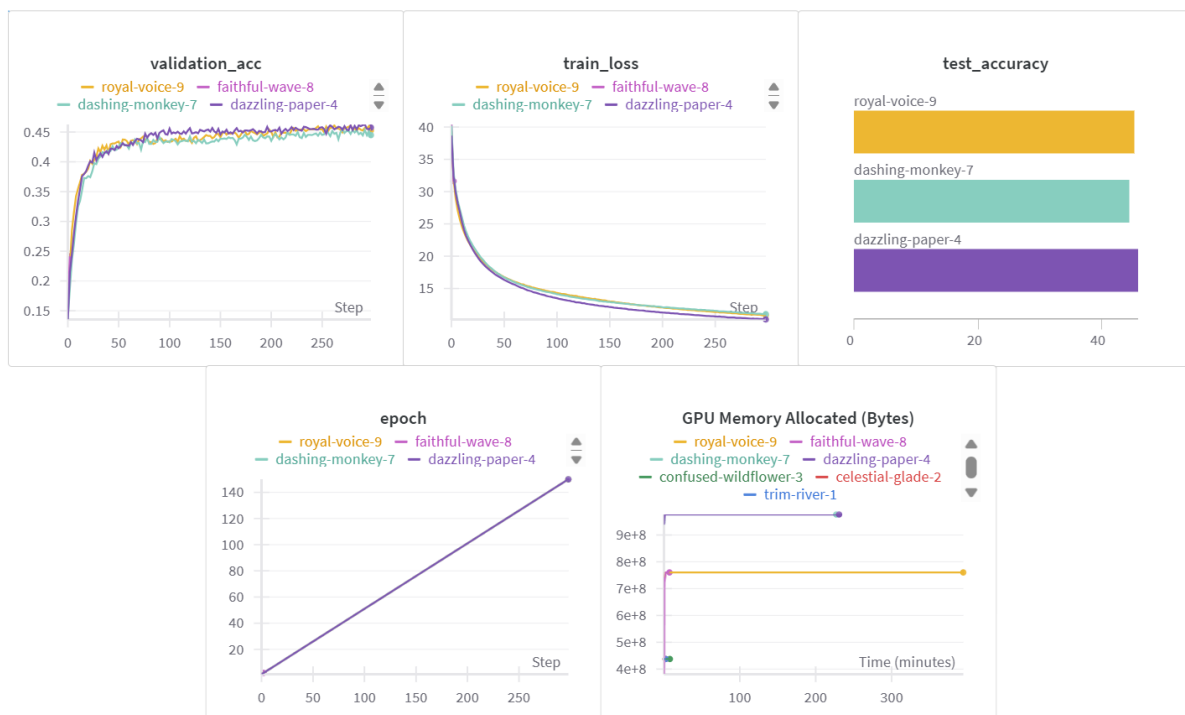 validation_acc
royal-voice-9 faithful-wave-8
dashing-monkey-7 dazzling-paper-4
0.45
0.4
0.35
0.3
0.25
0.2
0.15
Step
0 50 100 150 200 250
train_loss
royal-voice-9 faithful-wave-8
dashing-monkey-7 dazzling-paper-4
40
35
30
25
20
15
Step
0 50 100 150 200 250
test_accuracy
royal-voice-9
dashing-monkey-7
dazzling-paper-4
0 20 40
epoch
royal-voice-9 faithful-wave-8
dashing-monkey-7 dazzling-paper-4
140
120
100
80
60
40
20
Step
0 50 100 150 200 250
GPU Memory Allocated (Bytes)
royal-voice-9 faithful-wave-8
dashing-monkey-7 dazzling-paper-4
confused-wildflower-3 celestial-glade-2
trim-river-1
9e+8
8e+8
7e+8
6e+8
5e+8
4e+8
Time (minutes)
100 200 300